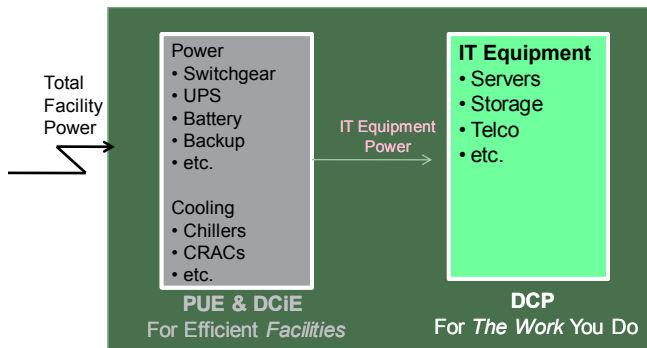 Total
Facility
Power
Power
• Switchgear
• UPS
• Battery
• Backup
• etc.
Cooling
• Chillers
• CRACs
• etc.
PUE & DCiE
For Efficient Facilities
IT Equipment
Power
IT Equipment
• Servers
• Storage
• Telco
• etc.
DCP
For The Work You Do